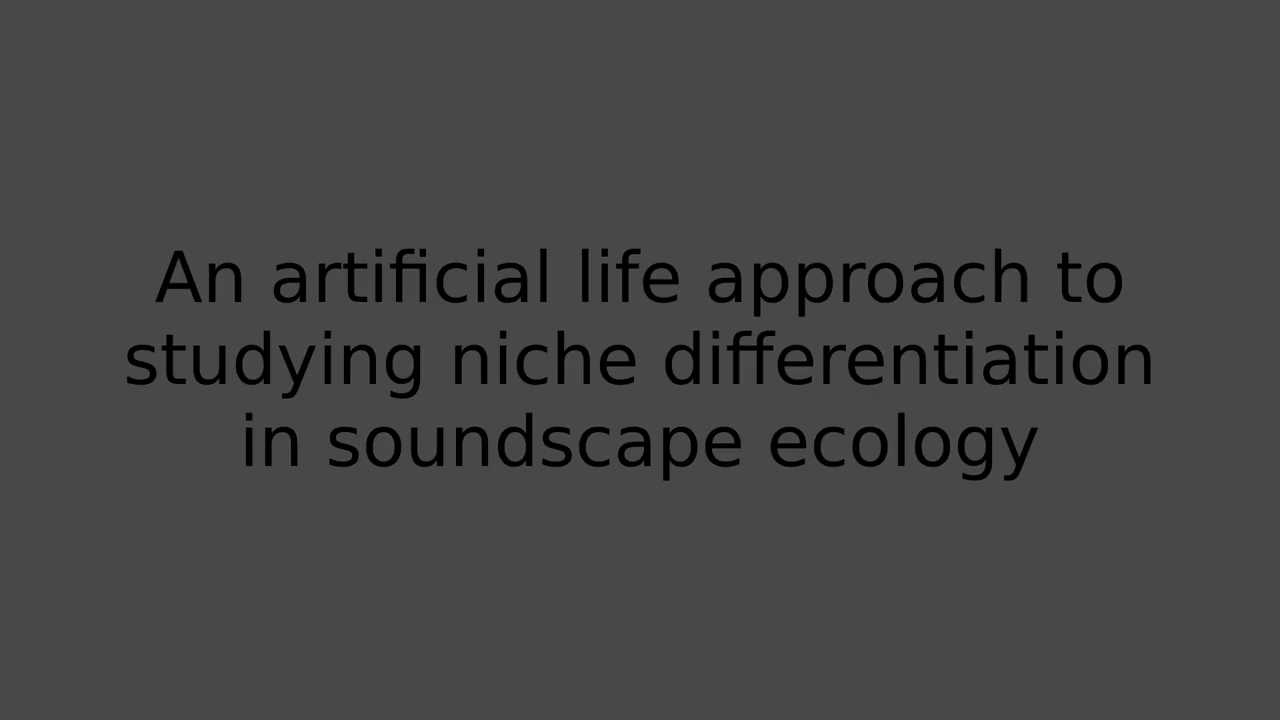 An artificial life approach to
studying niche differentiation
in soundscape ecology